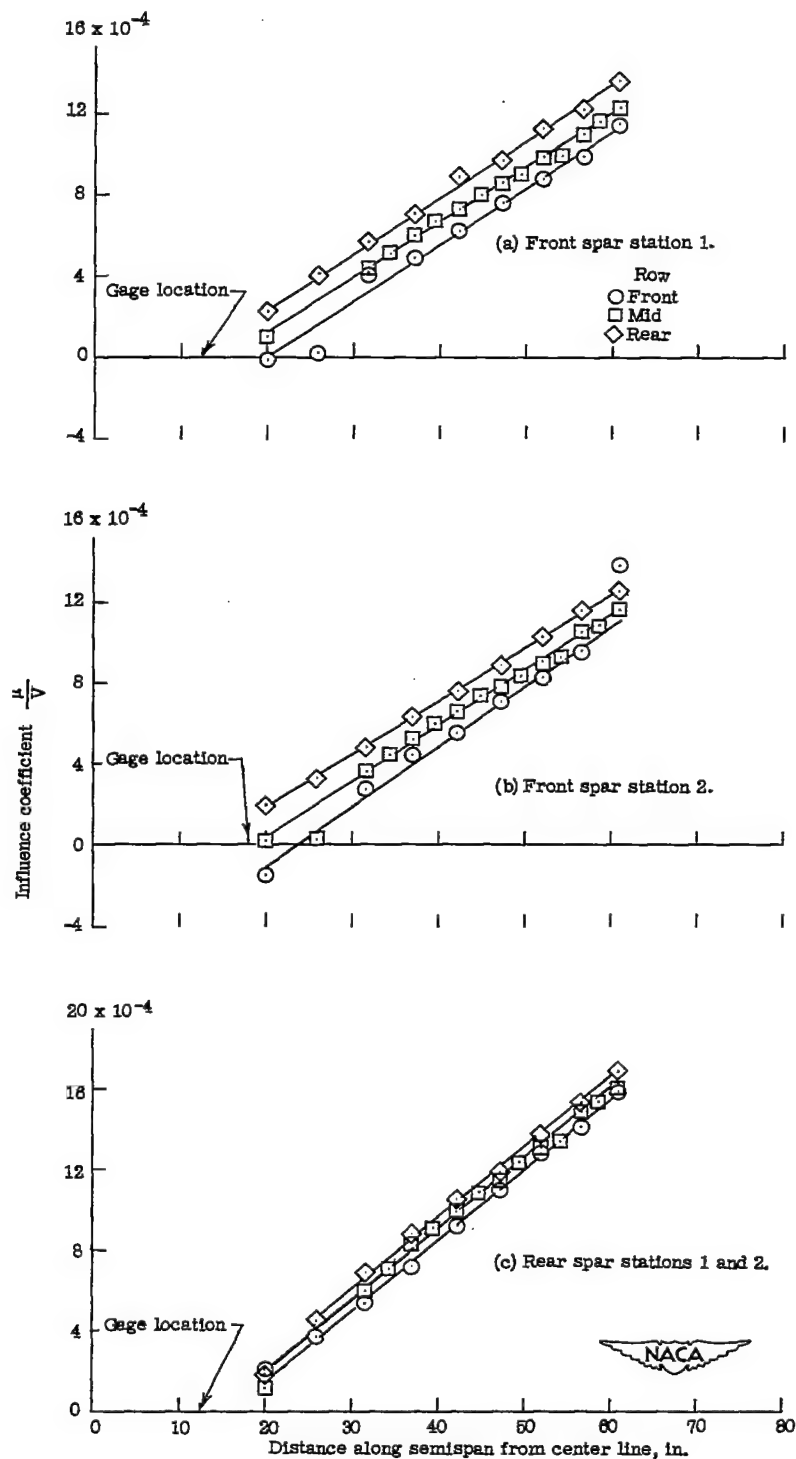 16 x 10⁻⁴
12
8
4
0
-4
Gage location
(a) Front spar station 1.
Row
Front
Mid
Rear
16 x 10⁻⁴
12
8
4
0
-4
Influence coefficient μ/V
Gage location
(b) Front spar station 2.
20 x 10⁻⁴
16
12
8
4
0
Gage location
(c) Rear spar stations 1 and 2.
NACA
0 10 20 30 40 50 60 70 80
Distance along semispan from center line, in.